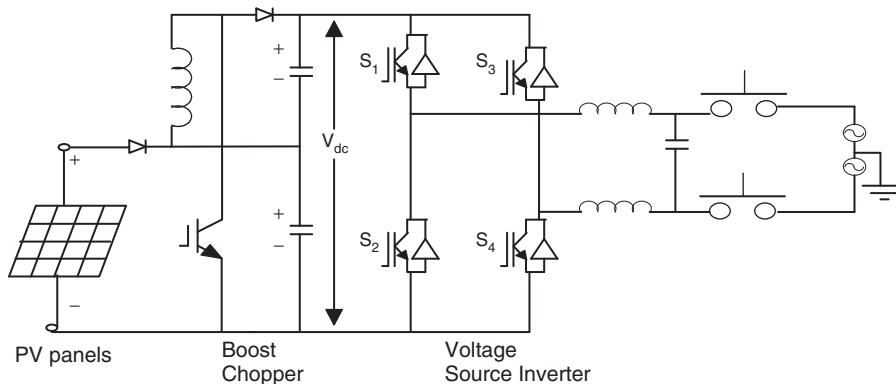 +
−
S1
S3
Vdc
+
+
−
S2
S4
−
PV panels
Boost
Chopper
Voltage
Source Inverter